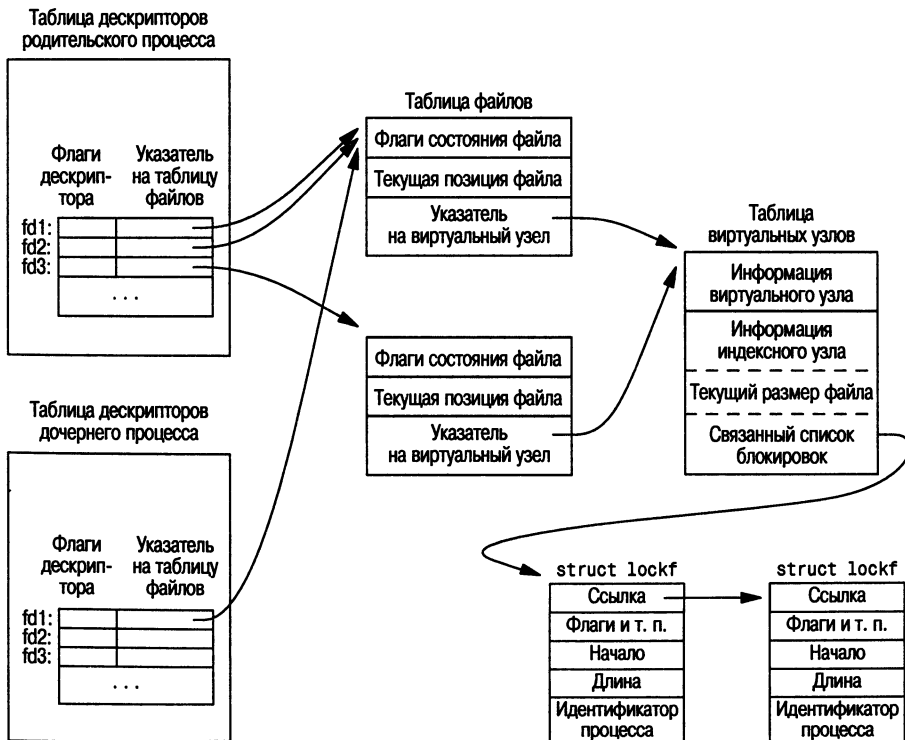 Таблица дескрипторов
родительского процесса
Флаги
дескрип-
тора
Указатель
на таблицу
файлов
fd1:
fd2:
fd3:
. . .
Таблица файлов
Флаги состояния файла
Текущая позиция файла
Указатель
на виртуальный узел
Флаги состояния файла
Текущая позиция файла
Указатель
на виртуальный узел
Таблица
виртуальных узлов
Информация
виртуального узла
Информация
индексного узла
Текущий размер файла
Связанный список
блокировок
Таблица дескрипторов
дочернего процесса
Флаги
дескрип-
тора
Указатель
на таблицу
файлов
fd1:
fd2:
fd3:
. . .
struct lockf
Ссылка
Флаги и т. п.
Начало
Длина
Идентификатор
процесса
struct lockf
Ссылка
Флаги и т. п.
Начало
Длина
Идентификатор
процесса